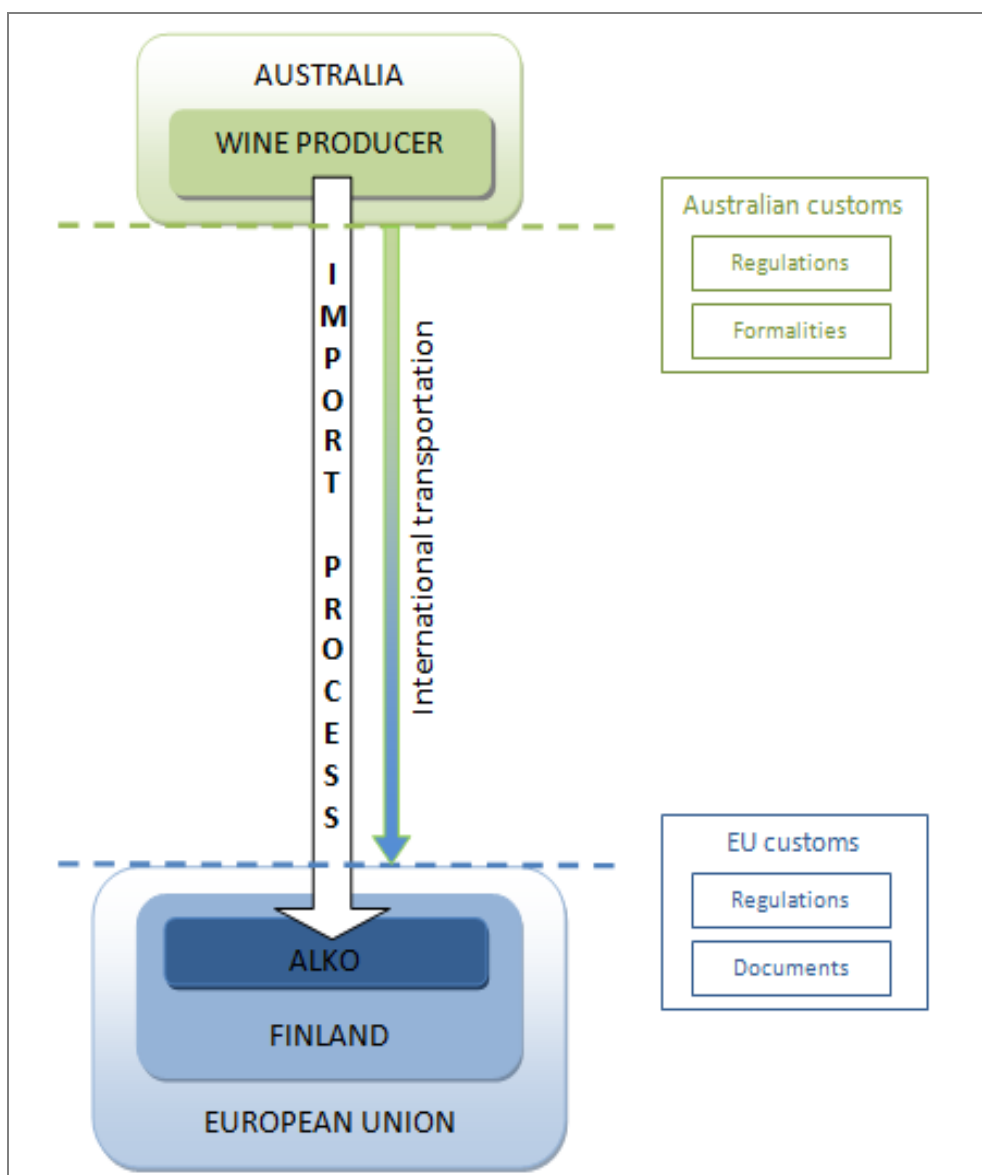 AUSTRALIA
WINE PRODUCER
Australian customs
Regulations
Formalities
IMPORT PROCESS
International transportation
EU customs
Regulations
Documents
ALKO
FINLAND
EUROPEAN UNION